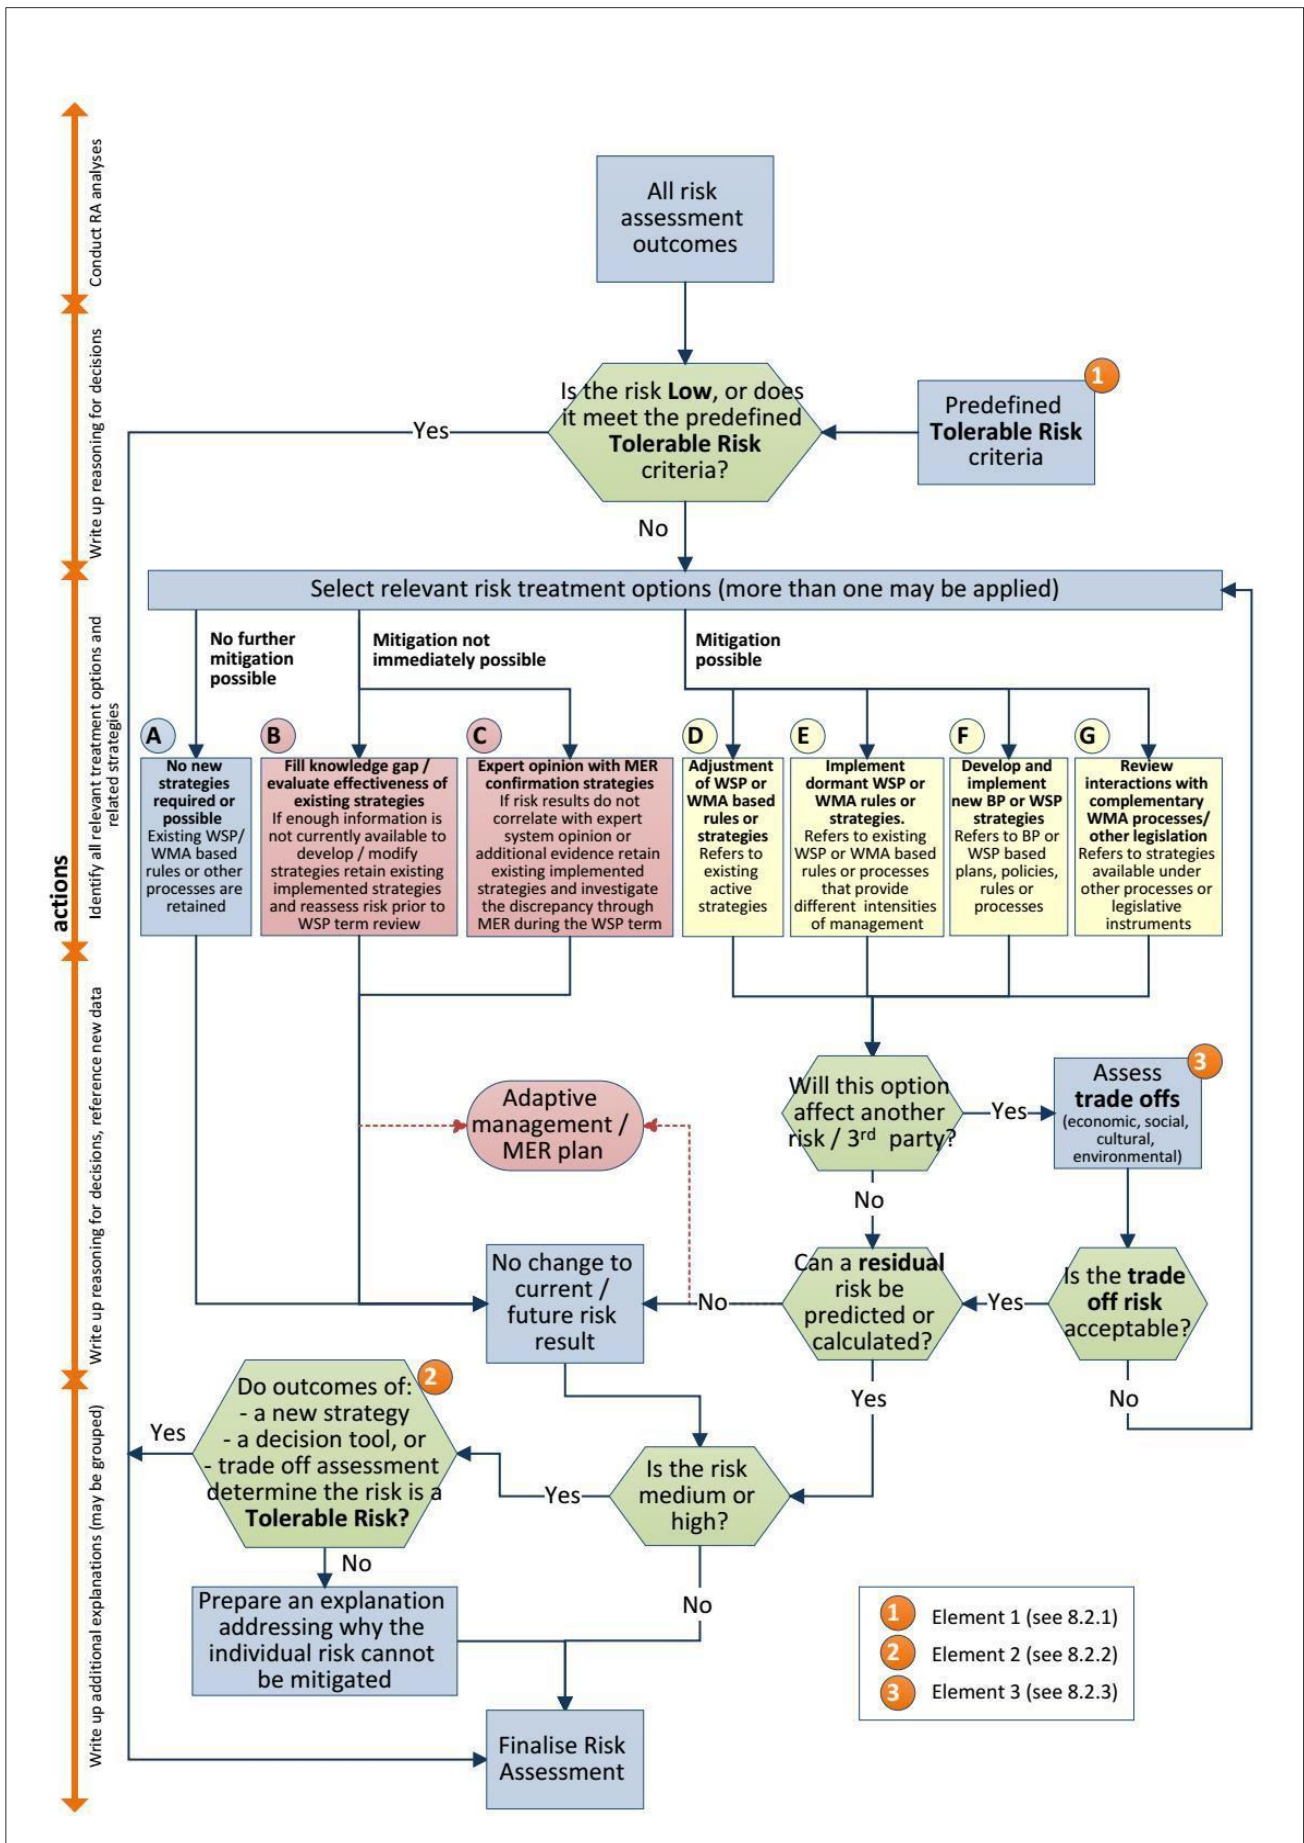 Conduct RA analyses
Write up reasoning for decisions
Identify all relevant treatment options and
related strategies
actions
Write up reasoning for decisions, reference new data
Write up additional explanations (may be grouped)
All risk
assessment
outcomes
Is the risk Low, or does
it meet the predefined
Tolerable Risk
criteria?
1
Predefined
Tolerable Risk
criteria
Yes
No
Select relevant risk treatment options (more than one may be applied)
No further
mitigation
possible
Mitigation not
immediately possible
Mitigation
possible
A
No new
strategies
required or
possible
Existing WSP/
WMA based
rules or other
processes are
retained
B
Fill knowledge gap /
evaluate effectiveness of
existing strategies
If enough information is
not currently available to
develop / modify
strategies retain existing
implemented strategies
and reassess risk prior to
WSP term review
C
Expert opinion with MER
confirmation strategies
If risk results do not
correlate with expert
system opinion or
additional evidence retain
existing implemented
strategies and investigate
the discrepancy through
MER during the WSP term
D
Adjustment
of WSP or
WMA based
rules or
strategies
Refers to
existing
active
strategies
E
Implement
dormant WSP or
WMA rules or
strategies.
Refers to existing
WSP or WMA based
rules or processes
that provide
different intensities
of management
F
Develop and
implement
new BP or WSP
strategies
Refers to BP or
WSP based
plans, policies,
rules or
processes
G
Review
interactions with
complementary
WMA processes/
other legislation
Refers to strategies
available under
other processes or
legislative
instruments
Adaptive
management /
MER plan
Will this option
affect another
risk / 3rd party?
Yes
3
Assess
trade offs
(economic, social,
cultural,
environmental)
No
No change to
current /
future risk
result
No
Can a residual
risk be
predicted or
calculated?
Yes
Is the trade
off risk
acceptable?
Yes
No
2
Do outcomes of:
- a new strategy
- a decision tool, or
- trade off assessment
determine the risk is a
Tolerable Risk?
Yes
Yes
Is the risk
medium or
high?
No
No
Prepare an explanation
addressing why the
individual risk cannot
be mitigated
Finalise Risk
Assessment
1 Element 1 (see 8.2.1)
2 Element 2 (see 8.2.2)
3 Element 3 (see 8.2.3)